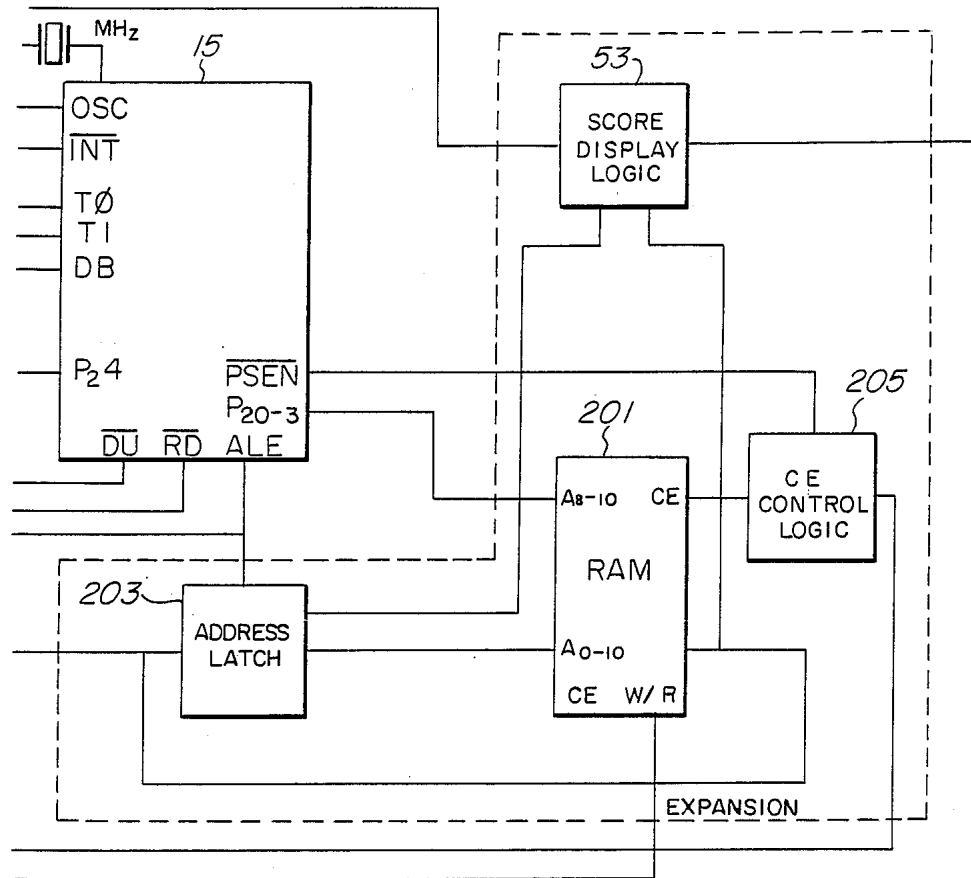 MHz
15
53
OSC
INT
TØ
T1
DB
P24
PSEN
P20-3
DU RD ALE
SCORE
DISPLAY
LOGIC
205
201
CE
CONTROL
LOGIC
A8-10 CE
RAM
A0-10
CE W/R
203
ADDRESS
LATCH
EXPANSION